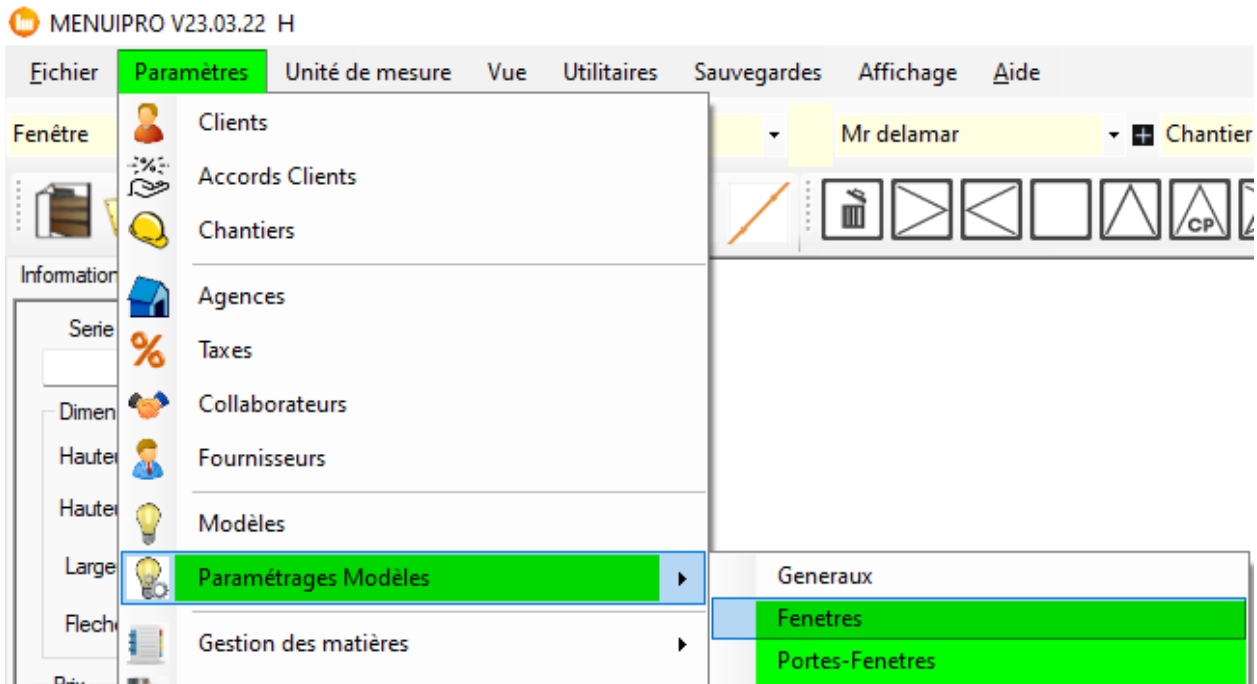 MENUIPRO V23.03.22 H
Fichier Paramètres Unité de mesure Vue Utilitaires Sauvegardes Affichage Aide
Fenêtre Clients Mr delamar Chantier
Accords Clients
CP
Chantiers
Information
Agences
Serie
Taxes
Collaborateurs
Dimen
Hauteu
Fournisseurs
Hauteu
Modèles
Large
Paramétrages Modèles Generaux
Fenetres
Flech
Gestion des matières Portes-Fenetres